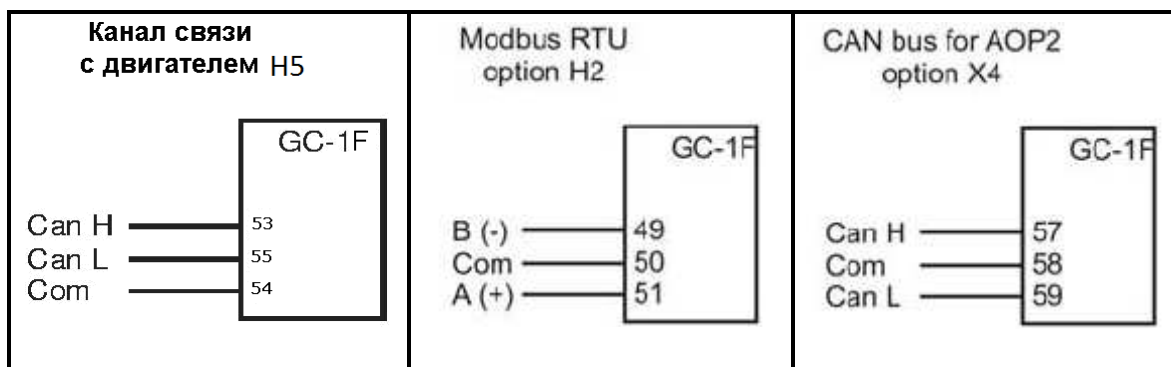 Канал связи
с двигателем H5
GC-1F
Can H 53
Can L 55
Com 54
Modbus RTU
option H2
GC-1F
B (-) 49
Com 50
A (+) 51
CAN bus for AOP2
option X4
GC-1F
Can H 57
Com 58
Can L 59